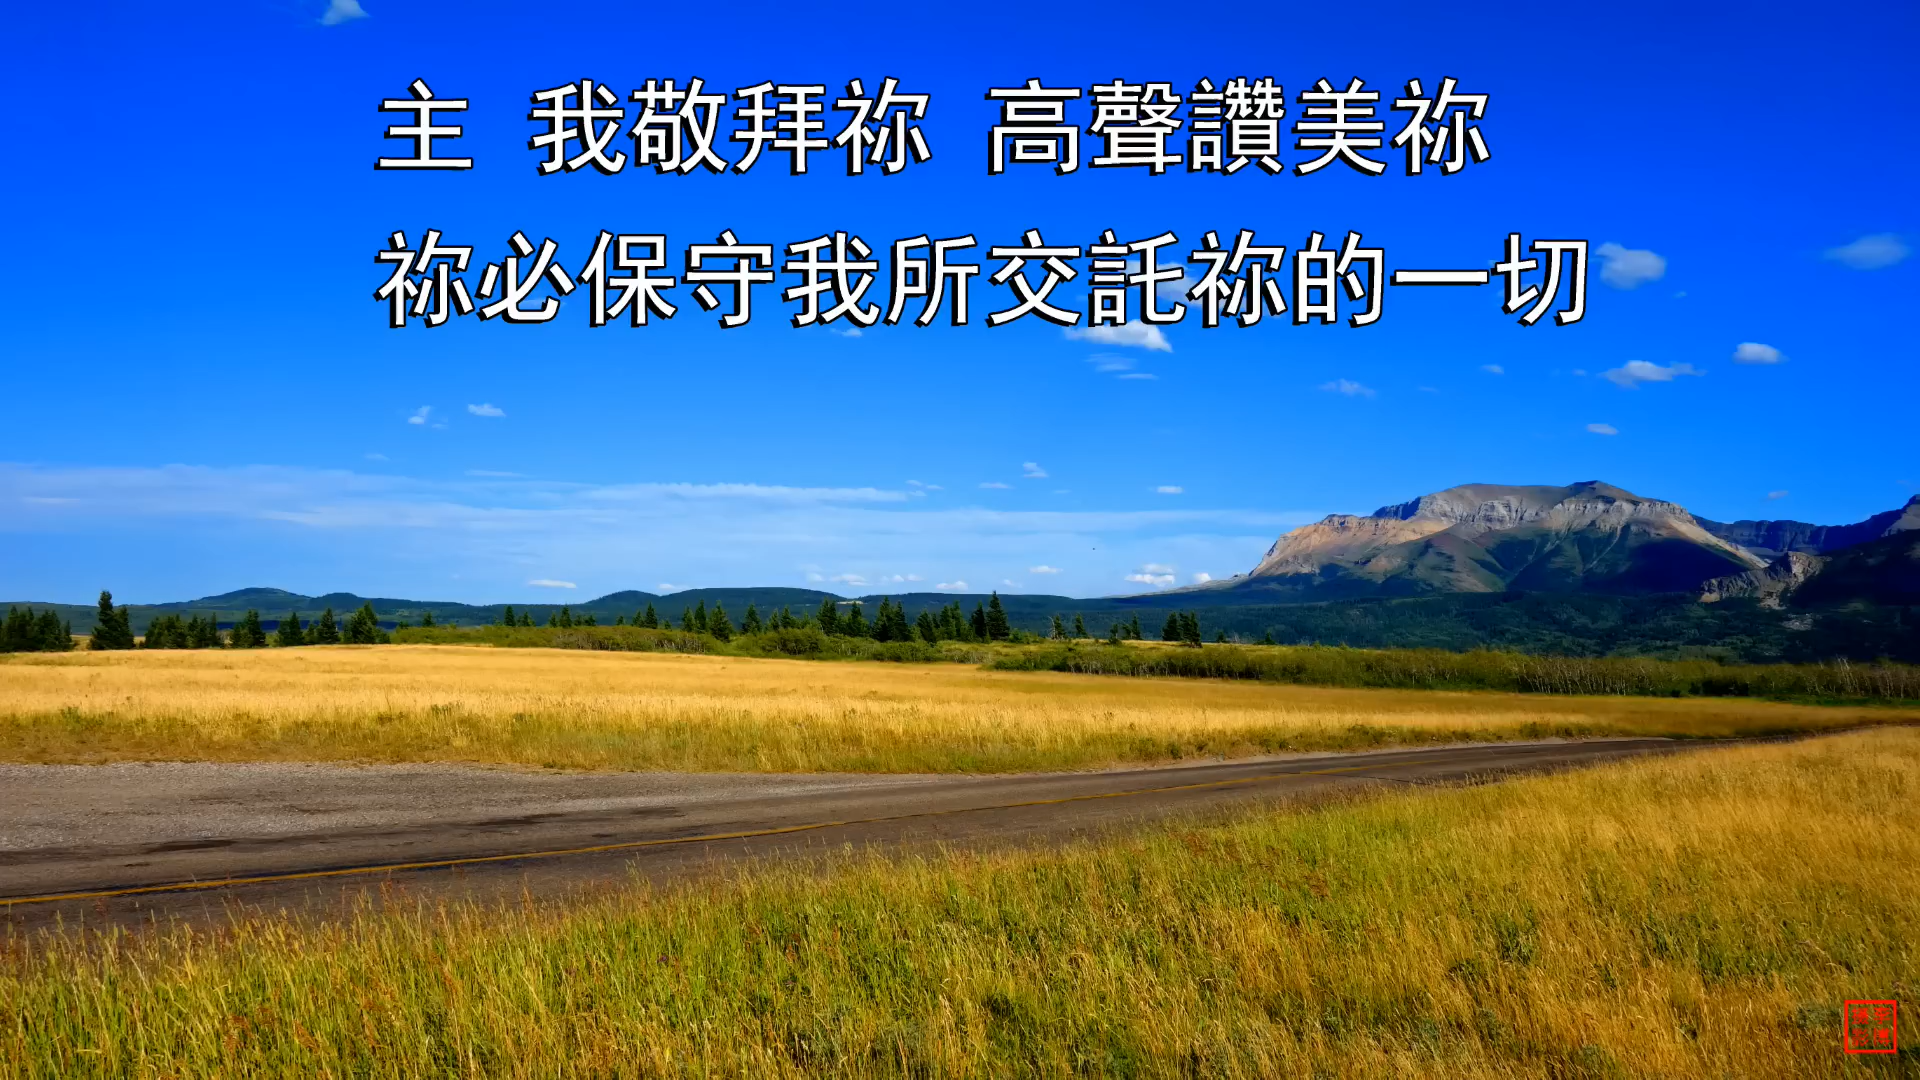 主 我敬拜祢 高聲讚美祢
祢必保守我所交託祢的一切